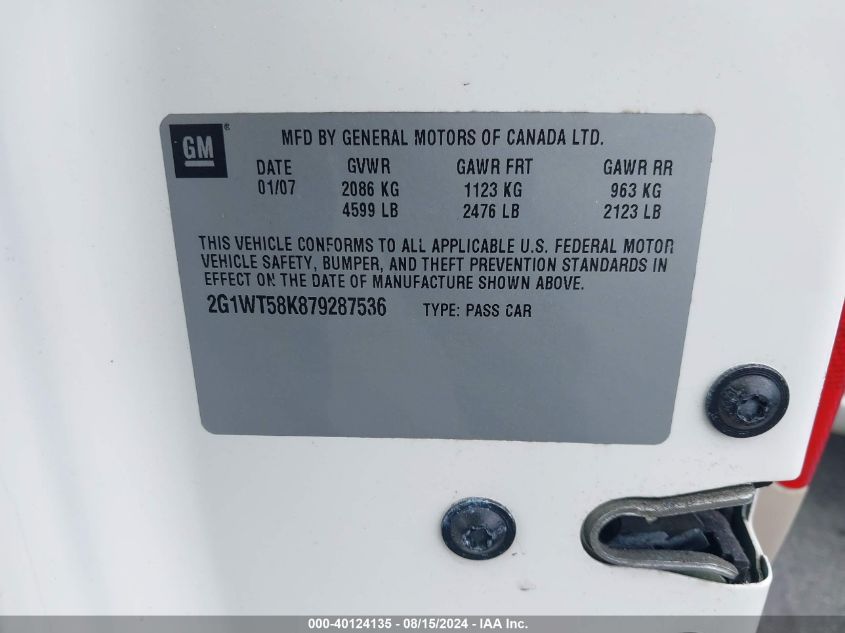 GM®
MFD BY GENERAL MOTORS OF CANADA LTD.
DATE GVWR GAWR FRT GAWR RR
01/07 2086 KG 1123 KG 963 KG
4599 LB 2476 LB 2123 LB
THIS VEHICLE CONFORMS TO ALL APPLICABLE U.S. FEDERAL MOTOR
VEHICLE SAFETY, BUMPER, AND THEFT PREVENTION STANDARDS IN
EFFECT ON THE DATE OF MANUFACTURE SHOWN ABOVE.
2G1WT58K879287536 TYPE: PASS CAR
000-40124135 - 08/15/2024 - IAA Inc.